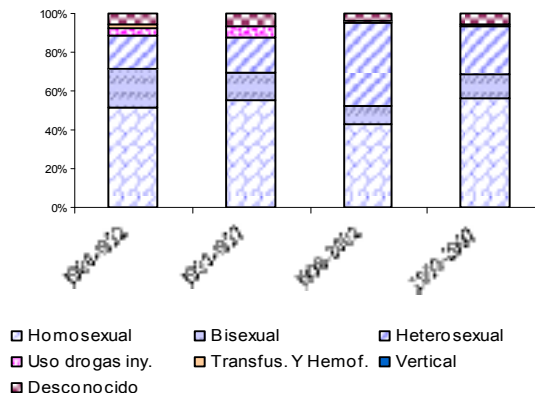 100%
80%
60%
40%
20%
0%
Homosexual Bisexual Heterosexual
Uso drogas iny. Transfus. Y Hemof. Vertical
Desconocido